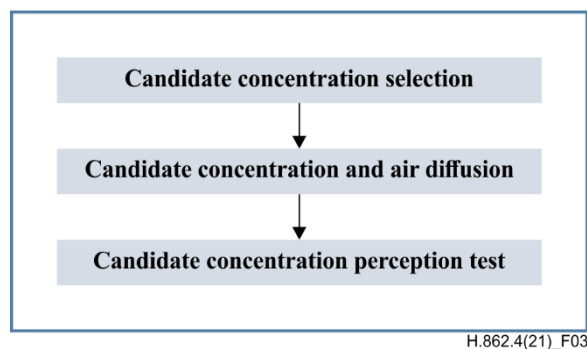 Candidate concentration selection
Candidate concentration and air diffusion
Candidate concentration perception test
H.862.4(21)_F03